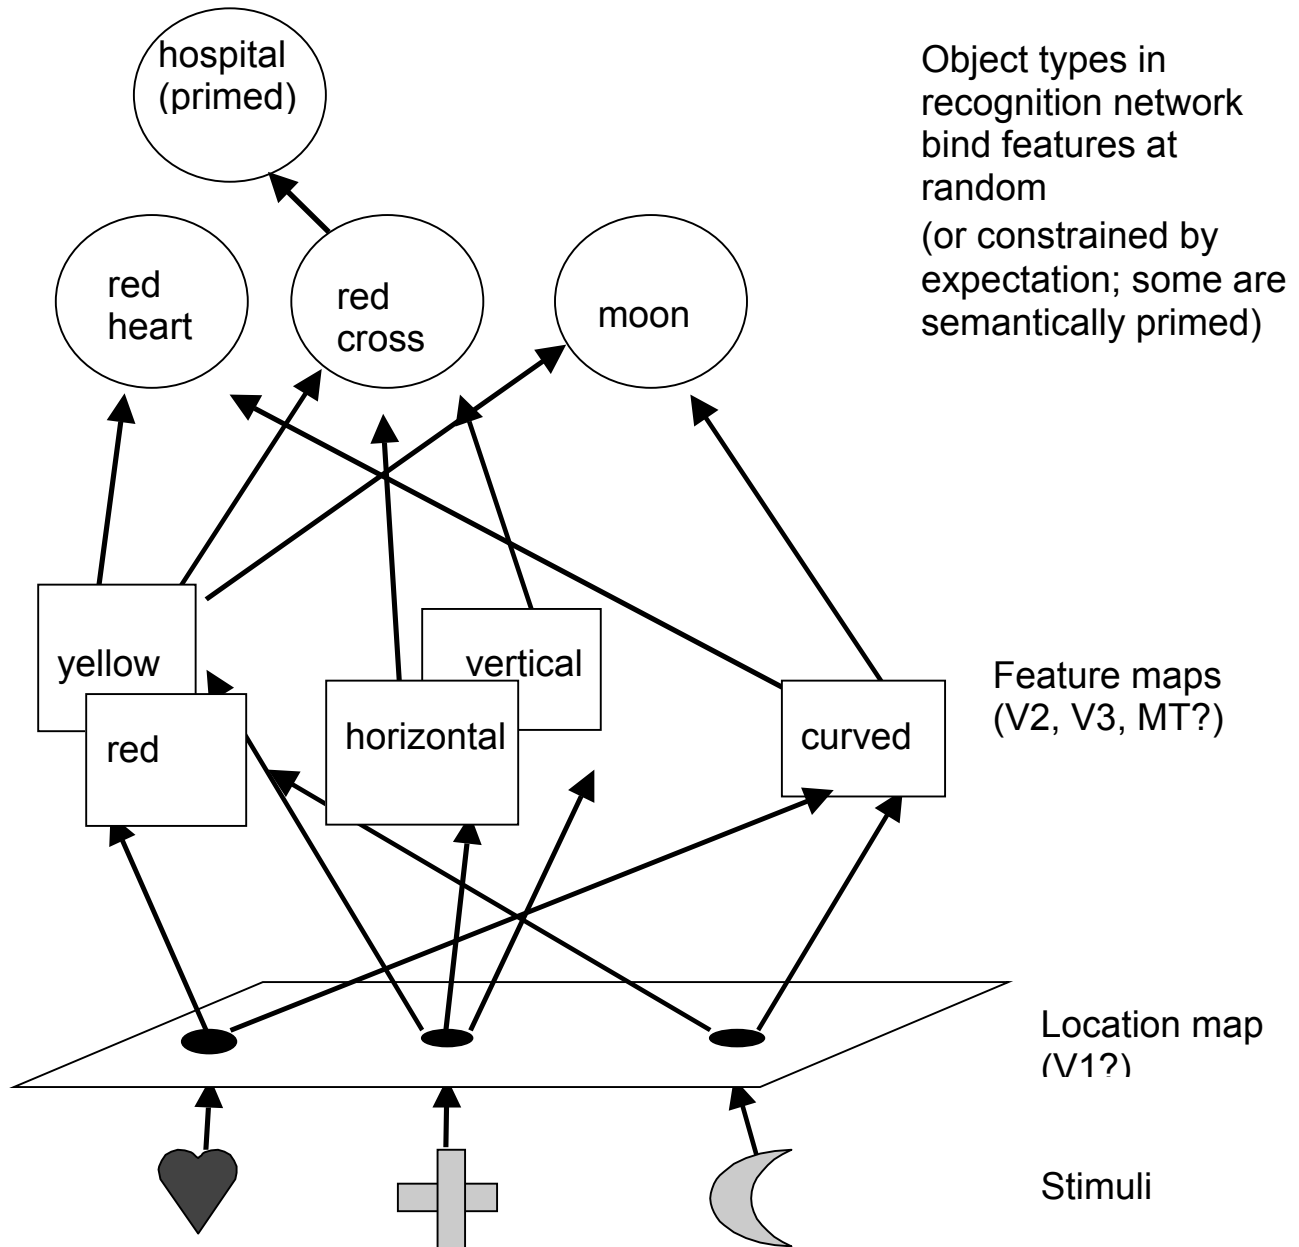 hospital
(primed)
Object types in
recognition network
bind features at
random
(or constrained by
expectation; some are
semantically primed)
red
heart
red
cross
moon
yellow
red
horizontal
vertical
curved
Feature maps
(V2, V3, MT?)
Location map
(V1?)
Stimuli